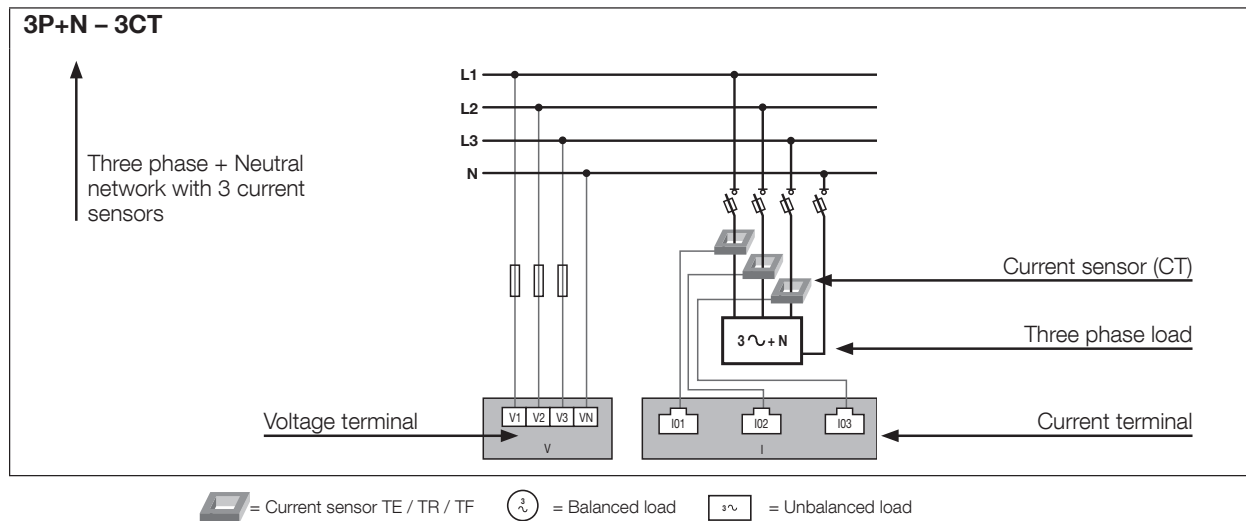 3P+N – 3CT
Three phase + Neutral
network with 3 current
sensors
L1
L2
L3
N
Current sensor (CT)
3 ∿ + N
Three phase load
Voltage terminal
V1 V2 V3 VN
V
I01 I02 I03
I
Current terminal
= Current sensor TE / TR / TF
3 ∿
= Balanced load
3∿
= Unbalanced load